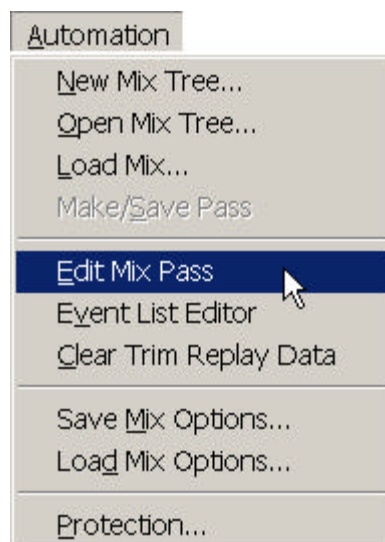 Automation
New Mix Tree...
Open Mix Tree...
Load Mix...
Make/Save Pass
Edit Mix Pass
Event List Editor
Clear Trim Replay Data
Save Mix Options...
Load Mix Options...
Protection...